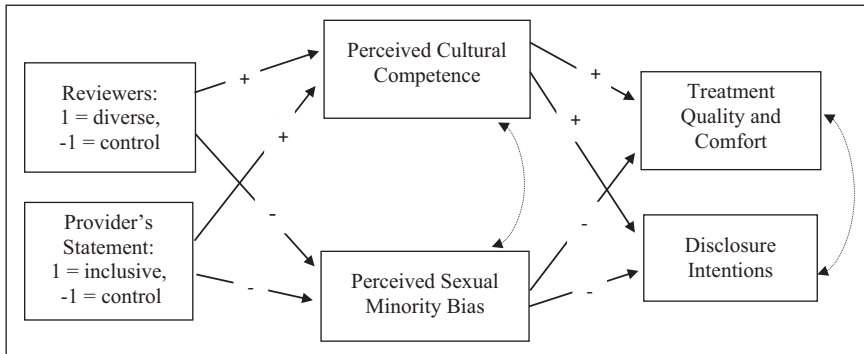 Reviewers:
1 = diverse,
-1 = control
Provider's
Statement:
1 = inclusive,
-1 = control
+
+
-
-
Perceived Cultural
Competence
Perceived Sexual
Minority Bias
+
+
-
-
Treatment
Quality and
Comfort
Disclosure
Intentions